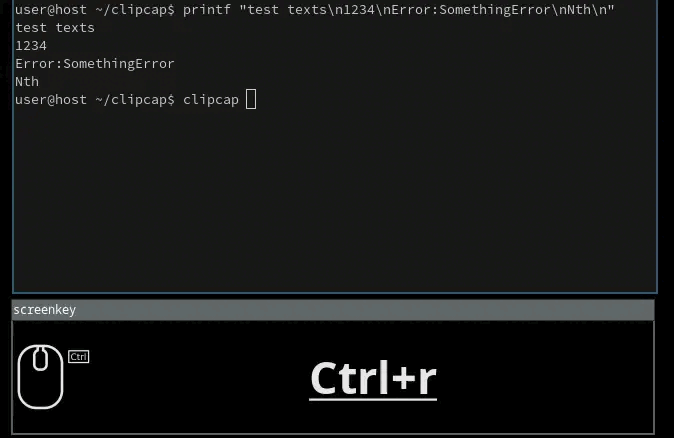 user@host ~/clipcap$ printf "test texts\n1234\nError:SomethingError\nNth\n"
test texts
1234
Error:SomethingError
Nth
user@host ~/clipcap$ clipcap
screenkey
Ctrl
Ctrl+r